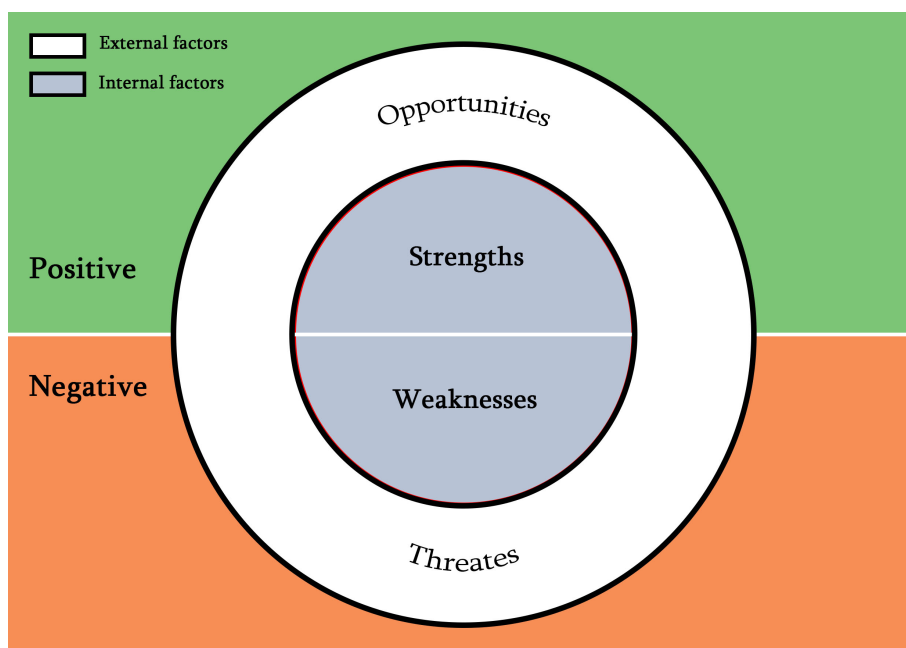 External factors
Internal factors
Opportunities
Strengths
Positive
Negative
Weaknesses
Threates